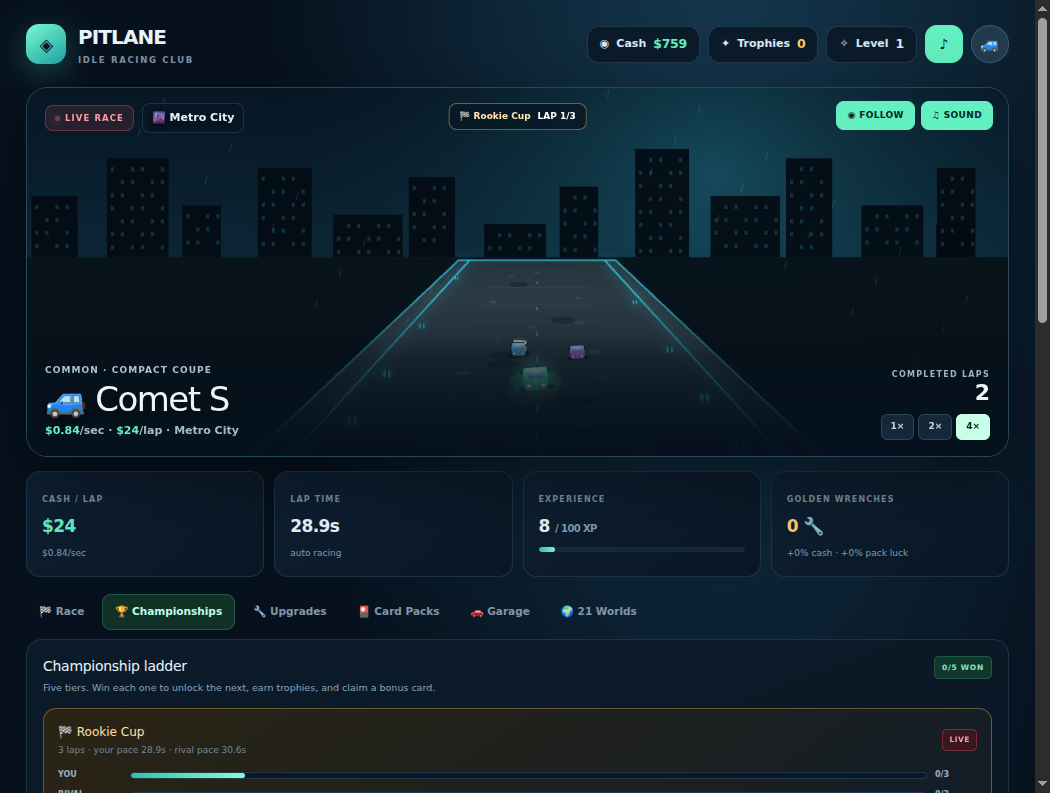 PITLANE
IDLE RACING CLUB
Cash $759
Trophies 0
Level 1
LIVE RACE
Metro City
Rookie Cup LAP 1/3
FOLLOW
SOUND
COMMON · COMPACT COUPE
Comet S
$0.84/sec · $24/lap · Metro City
COMPLETED LAPS
2
1×
2×
4×
CASH / LAP
$24
$0.84/sec
LAP TIME
28.9s
auto racing
EXPERIENCE
8 / 100 XP
GOLDEN WRENCHES
0
+0% cash · +0% pack luck
Race
Championships
Upgrades
Card Packs
Garage
21 Worlds
Championship ladder
0/5 WON
Five tiers. Win each one to unlock the next, earn trophies, and claim a bonus card.
Rookie Cup
3 laps · your pace 28.9s · rival pace 30.6s
LIVE
YOU
0/3